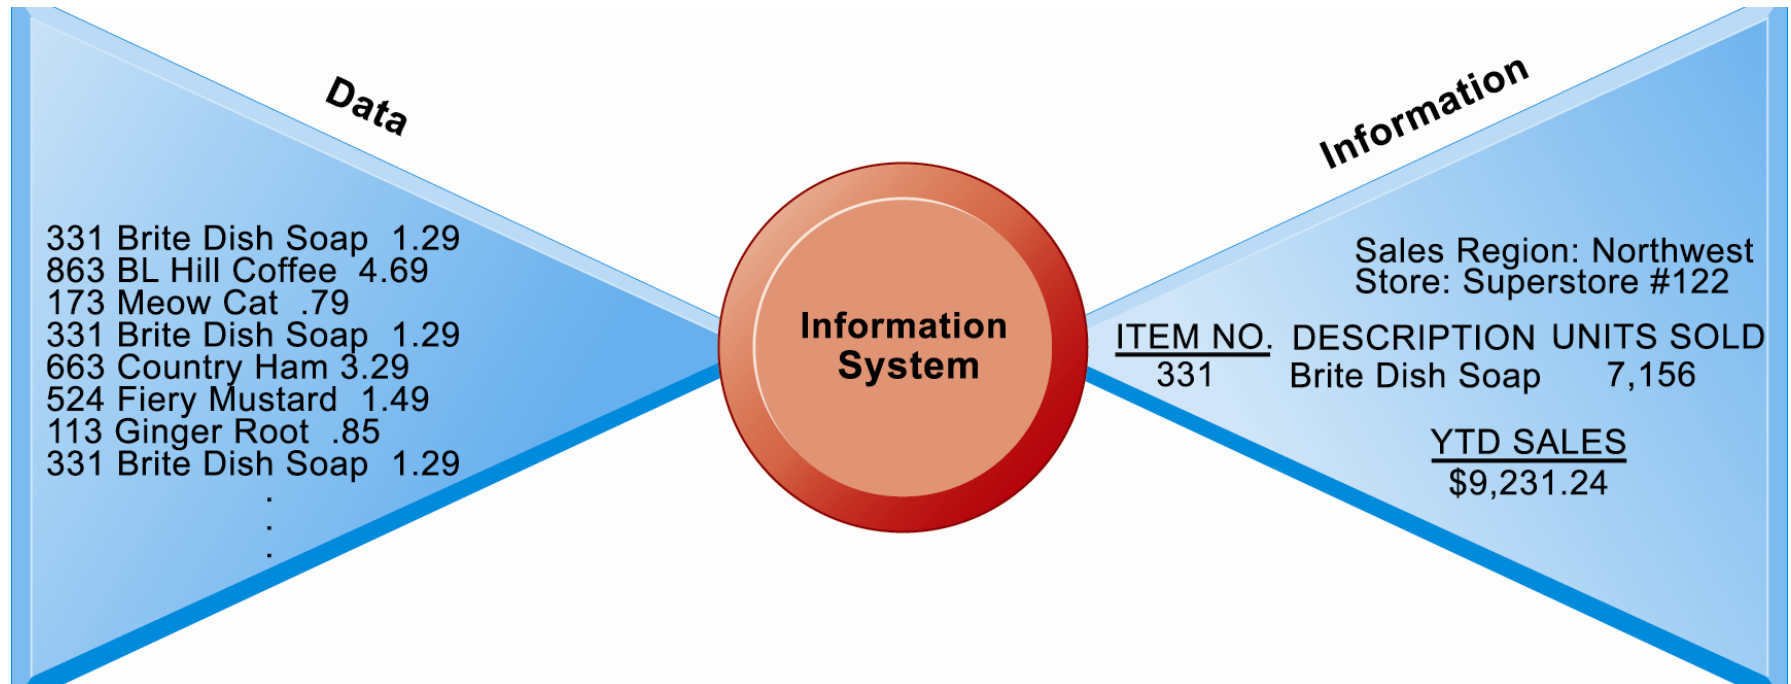 Data
331 Brite Dish Soap 1.29
863 BL Hill Coffee 4.69
173 Meow Cat .79
331 Brite Dish Soap 1.29
663 Country Ham 3.29
524 Fiery Mustard 1.49
113 Ginger Root .85
331 Brite Dish Soap 1.29
.
.
.
Information
System
Information
Sales Region: Northwest
Store: Superstore #122
ITEM NO. DESCRIPTION UNITS SOLD
331 Brite Dish Soap 7,156
YTD SALES
$9,231.24